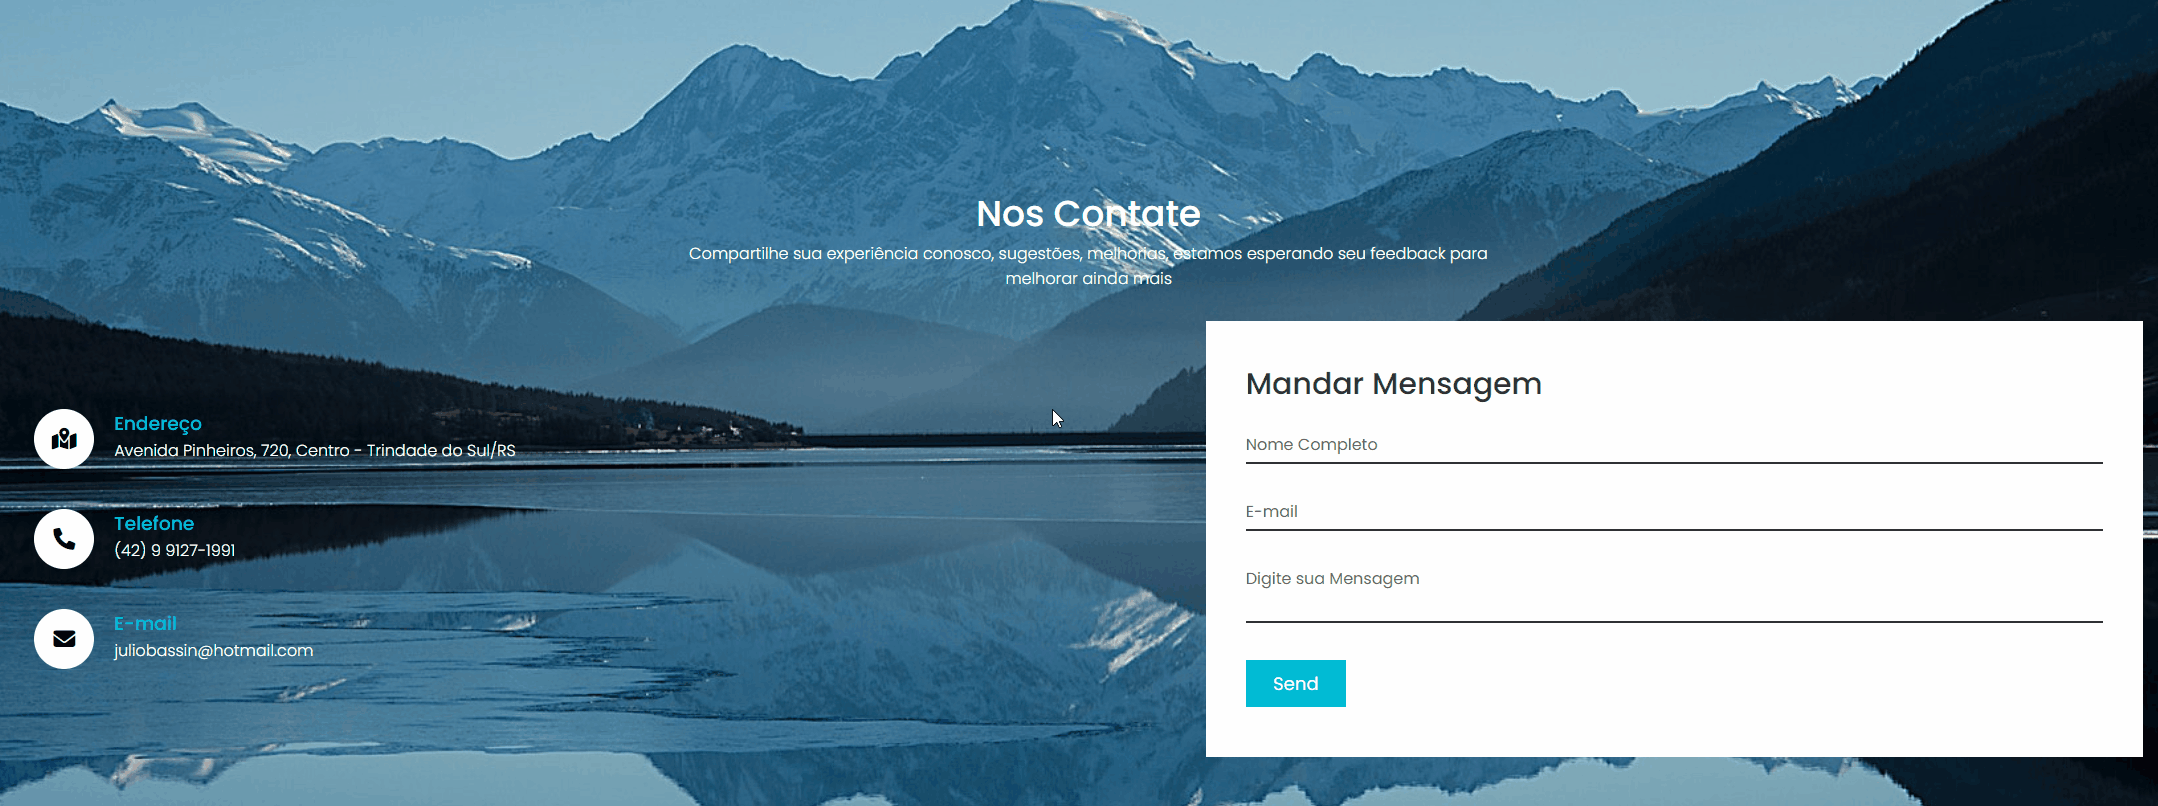 Nos Contate
Compartilhe sua experiência conosco, sugestões, melhorias, estamos esperando seu feedback para
melhorar ainda mais
Endereço
Avenida Pinheiros, 720, Centro - Trindade do Sul/RS
Telefone
(42) 9 9127-1991
E-mail
juliobassin@hotmail.com
Mandar Mensagem
Nome Completo
E-mail
Digite sua Mensagem
Send